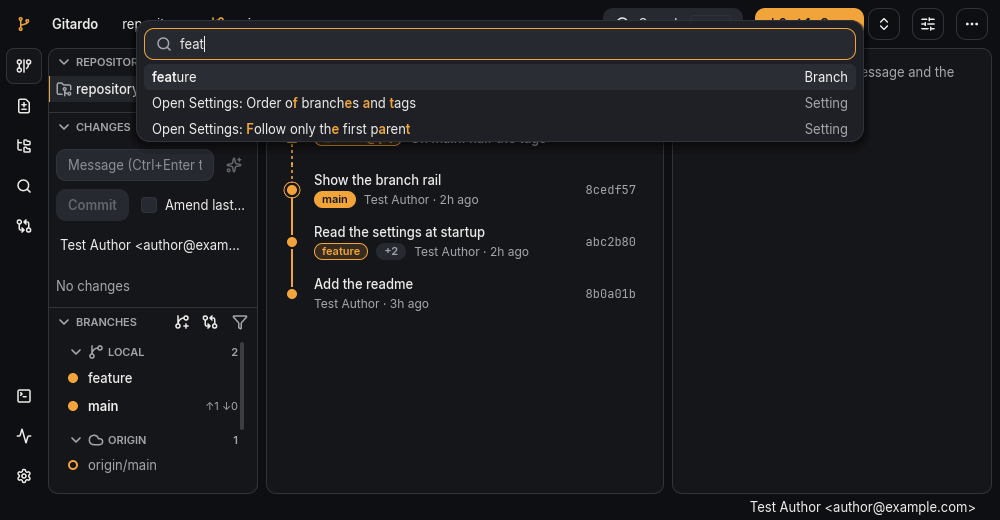 Gitardo
feat
feature Branch
Open Settings: Order of branches and tags Setting
Open Settings: Follow only the first parent Setting
REPOSITOR
repository
CHANGES
Message (Ctrl+Enter t
Commit
Amend last...
Test Author <author@exam...
No changes
BRANCHES
LOCAL 2
feature
main ↑1 ↓0
ORIGIN 1
origin/main
Show the branch rail 8cedf57
main Test Author · 2h ago
Read the settings at startup abc2b80
feature +2 Test Author · 2h ago
Add the readme 8b0a01b
Test Author · 3h ago
essage and the
Test Author <author@example.com>